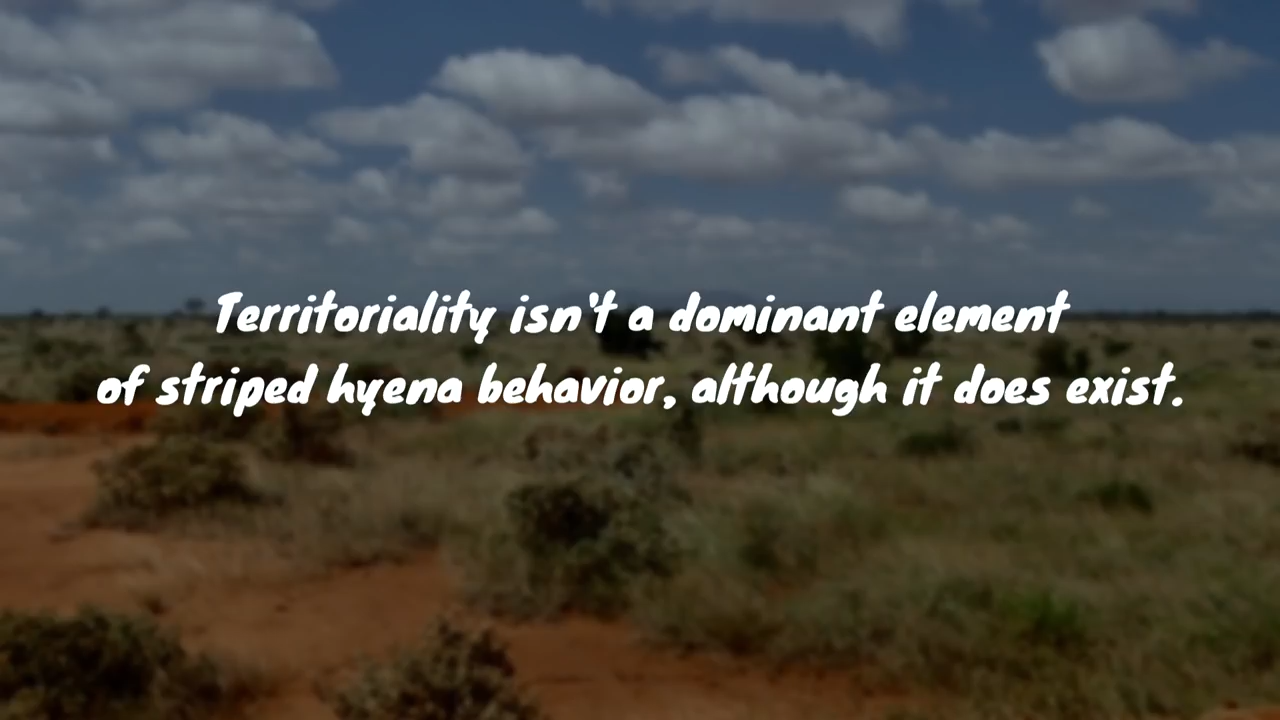 Territoriality isn't a dominant element
of striped hyena behavior, although it does exist.